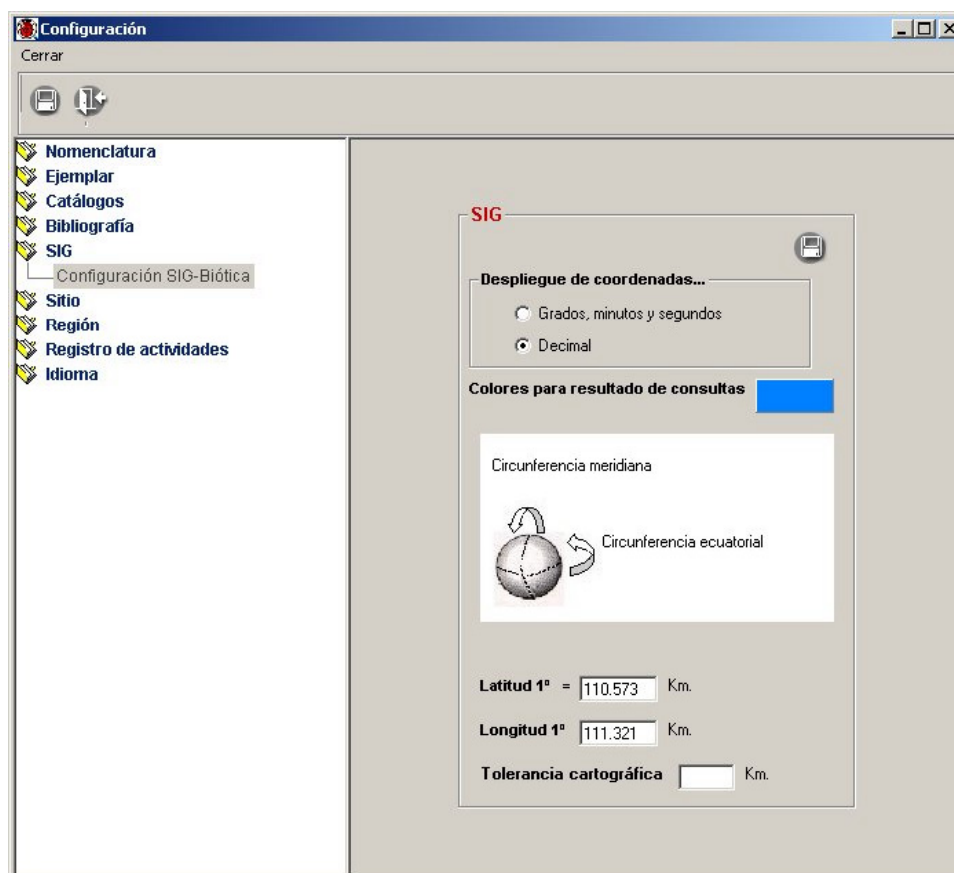 Configuración
Cerrar
Nomenclatura
Ejemplar
Catálogos
Bibliografía
SIG
Configuración SIG-Biótica
Sitio
Región
Registro de actividades
Idioma
SIG
Despliegue de coordenadas...
Grados, minutos y segundos
Decimal
Colores para resultado de consultas
Circunferencia meridiana
Circunferencia ecuatorial
Latitud 1º = 110.573 Km.
Longitud 1º 111.321 Km.
Tolerancia cartográfica Km.